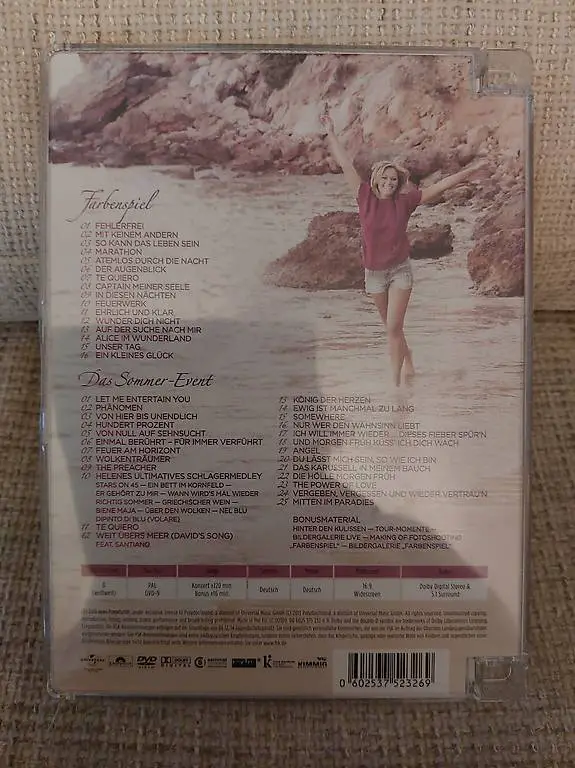 Farbenspiel
01 FEHLERFREI
02 MIT KEINEM ANDERN
03 SO KANN DAS LEBEN SEIN
04 MARATHON
05 ATEMLOS DURCH DIE NACHT
06 DER AUGENBLICK
07 TE QUIERO
08 CAPTAIN MEINER SEELE
09 IN DIESEN NÄCHTEN
10 FEUERWERK
11 EHRLICH UND KLAR
12 WUNDER DICH NICHT
13 AUF DER SUCHE NACH MIR
14 ALICE IM WUNDERLAND
15 UNSER TAG
16 EIN KLEINES GLÜCK
Das Sommer-Event
01 LET ME ENTERTAIN YOU
02 PHÄNOMEN
03 VON HIER BIS UNENDLICH
04 HUNDERT PROZENT
05 VON NULL AUF SEHNSUCHT
06 EINMAL BERÜHRT – FÜR IMMER VERFÜHRT
07 FEUER AM HORIZONT
08 WOLKENTRÄUMER
09 THE PREACHER
10 HELENES ULTIMATIVES SCHLAGERMEDLEY
STARS ON 45 — EIN BETT IM KORNFELD —
ER GEHÖRT ZU MIR — WANN WIRD'S MAL WIEDER
RICHTIG SOMMER — GRIECHISCHER WEIN —
BIENE MAJA — ÜBER DEN WOLKEN — NEL BLU
DIPINTO DI BLU (VOLARE)
11 TE QUIERO
12 WEIT ÜBERS MEER (DAVID'S SONG)
FEAT. SANTIANO
13 KÖNIG DER HERZEN
14 EWIG IST MANCHMAL ZU LANG
15 SOMEWHERE
16 NUR WER DEN WAHNSINN LIEBT
17 ICH WILL IMMER WIEDER... DIESES FIEBER SPÜR'N
18 UND MORGEN FRÜH KÜSS' ICH DICH WACH
19 ANGEL
20 DU LÄSST MICH SEIN, SO WIE ICH BIN
21 DAS KARUSSELL IN MEINEM BAUCH
22 DIE HÖLLE MORGEN FRÜH
23 THE POWER OF LOVE
24 VERGEBEN, VERGESSEN UND WIEDER VERTRAU'N
25 MITTEN IM PARADIES
BONUSMATERIAL
HINTER DEN KULISSEN — TOUR-MOMENTE —
BILDERGALERIE LIVE — MAKING OF FOTOSHOOTING
„FARBENSPIEL" — BILDERGALERIE „FARBENSPIEL"
0 (weltweit)
PAL DVD-9
Konzert ±120 min Bonus ±16 min.
Deutsch
Deutsch
16:9 Widescreen
Dolby Digital Stereo & 5.1 Surround
UNIVERSAL
DVD
KIMMIG
0 602537 523269